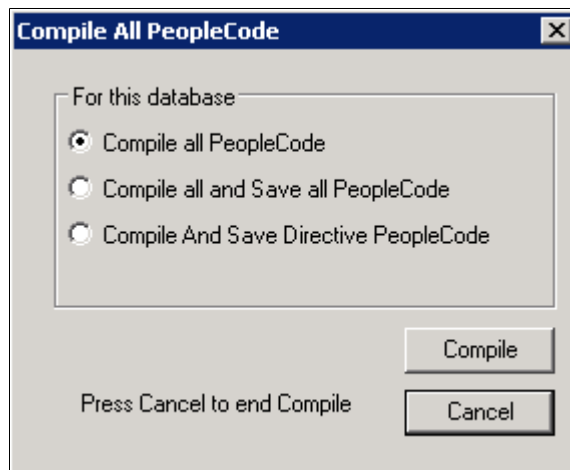 Compile All PeopleCode
For this database
Compile all PeopleCode
Compile all and Save all PeopleCode
Compile And Save Directive PeopleCode
Compile
Press Cancel to end Compile
Cancel